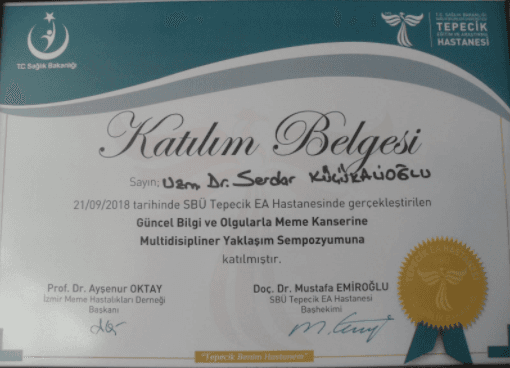 TC Sağlık Bakanlığı
TEPECİK
HASTANESİ
Katılım Belgesi
Sayın; Uzm Dr. Serdar KÜÇÜKALİOĞLU
21/09/2018 tarihinde SBÜ Tepecik EA Hastanesinde gerçekleştirilen
Güncel Bilgi ve Olgularla Meme Kanserine
Multidisipliner Yaklaşım Sempozyumuna
katılmıştır.
Prof. Dr. Ayşenur OKTAY
İzmir Meme Hastalıkları Derneği
Başkanı
Doç. Dr. Mustafa EMİROĞLU
SBÜ Tepecik EA Hastanesi
Başhekimi
"Tepecik Benim Hastanem"